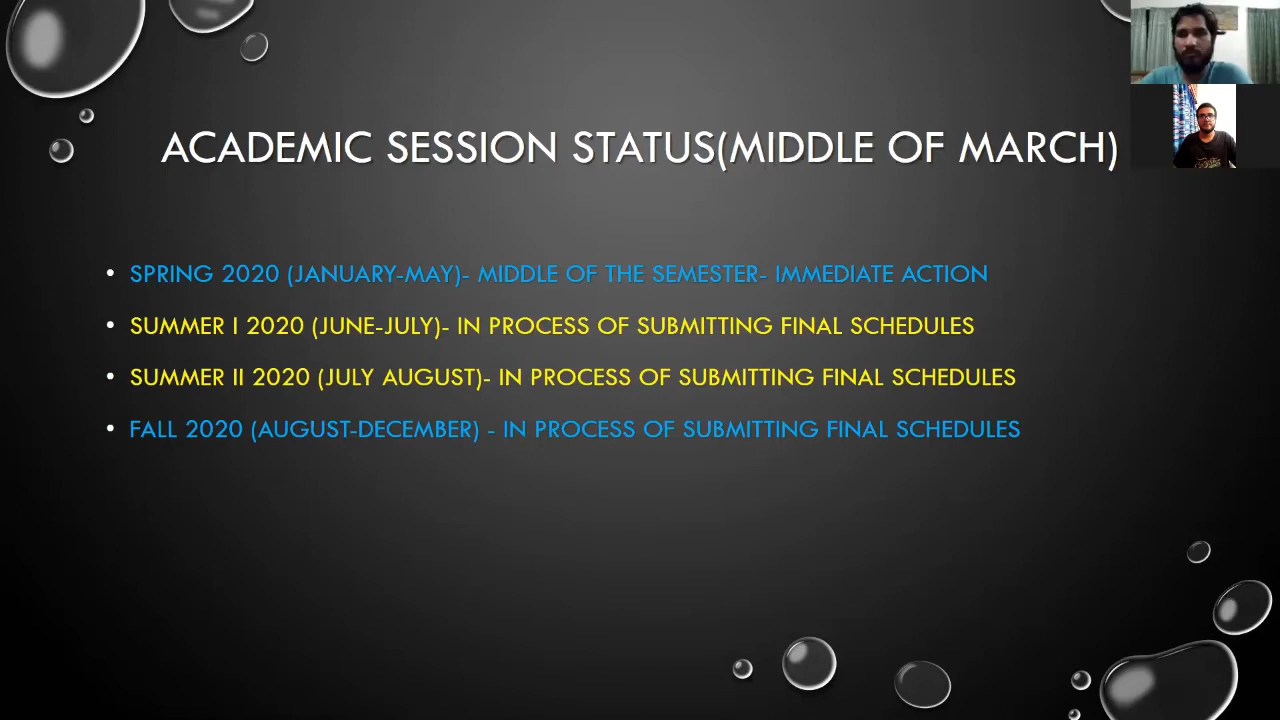 ACADEMIC SESSION STATUS(MIDDLE OF MARCH)
• SPRING 2020 (JANUARY-MAY)- MIDDLE OF THE SEMESTER- IMMEDIATE ACTION
• SUMMER I 2020 (JUNE-JULY)- IN PROCESS OF SUBMITTING FINAL SCHEDULES
• SUMMER II 2020 (JULY AUGUST)- IN PROCESS OF SUBMITTING FINAL SCHEDULES
• FALL 2020 (AUGUST-DECEMBER) - IN PROCESS OF SUBMITTING FINAL SCHEDULES